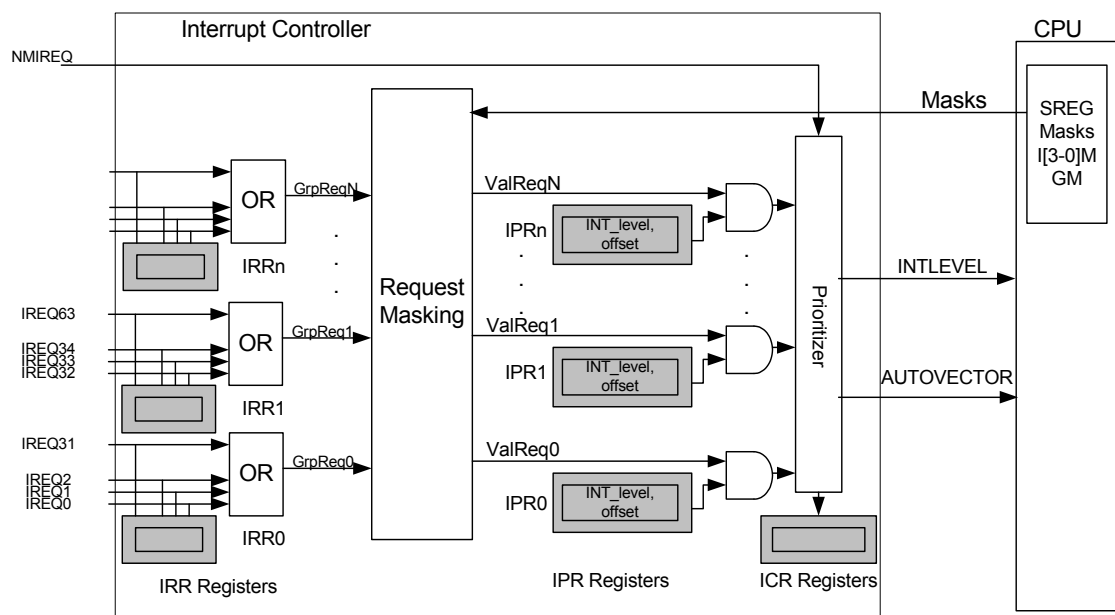 Interrupt Controller
CPU
NMIREQ
Masks
SREG
Masks
I[3-0]M
GM
OR
GrpReqN
ValReqN
IRRn
IPRn
INT_level,
offset
Request
Masking
Prioritizer
INTLEVEL
IREQ63
IREQ34
IREQ33
IREQ32
OR
GrpReq1
ValReq1
IRR1
IPR1
INT_level,
offset
AUTOVECTOR
IREQ31
IREQ2
IREQ1
IREQ0
OR
GrpReq0
ValReq0
IRR0
IPR0
INT_level,
offset
IRR Registers
IPR Registers
ICR Registers